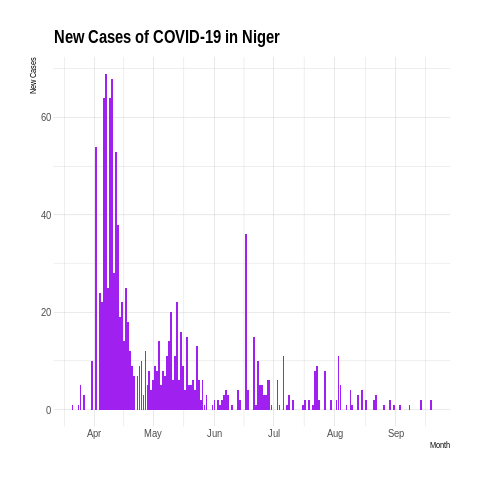 New Cases of COVID-19 in Niger
New Cases
60
40
20
0
Apr May Jun Jul Aug Sep
Month